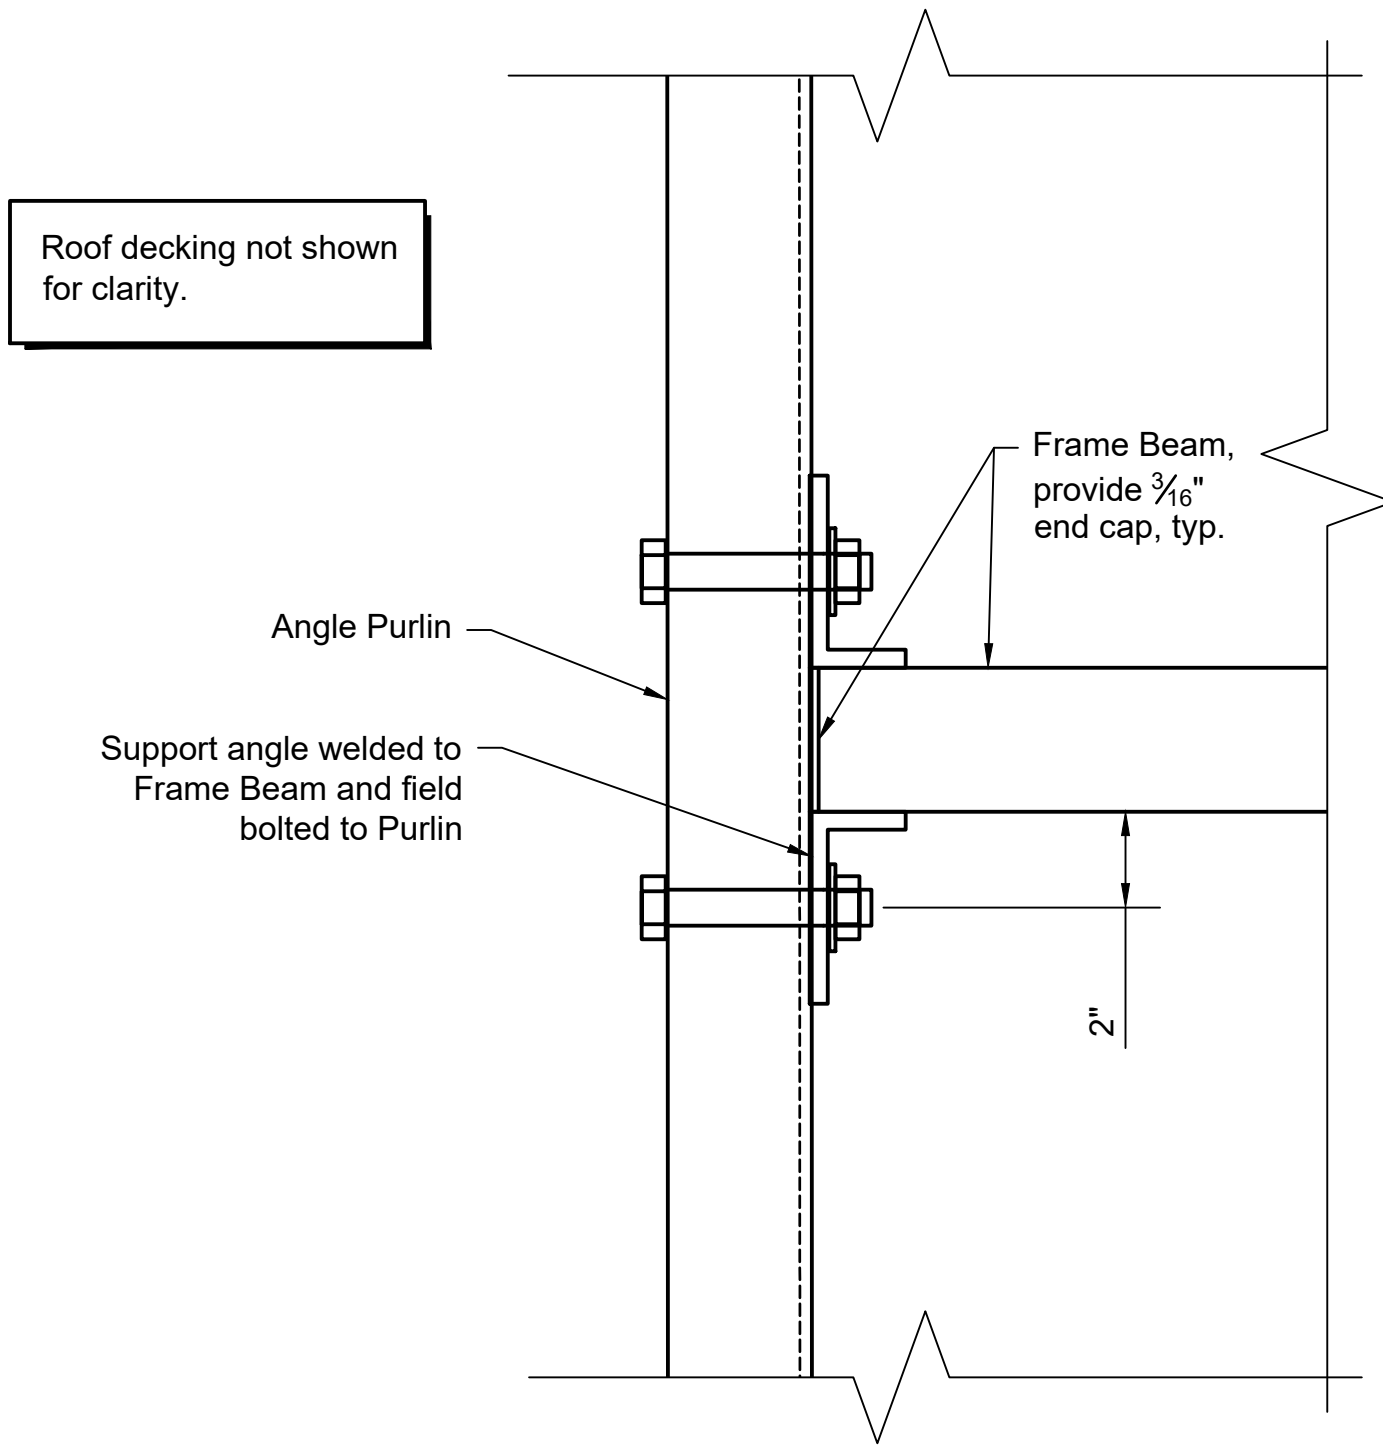 Roof decking not shown
for clarity.
Frame Beam,
provide 3⁄16"
end cap, typ.
Angle Purlin
Support angle welded to
Frame Beam and field
bolted to Purlin
2"